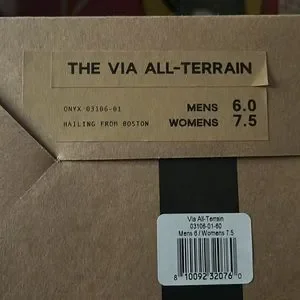 THE VIA ALL-TERRAIN
ONYX 03106-01 MENS 6.0
HAILING FROM BOSTON WOMENS 7.5
Via All-Terrain
03106-01-60
Mens 6 / Womens 7.5
8 10092 32076 0